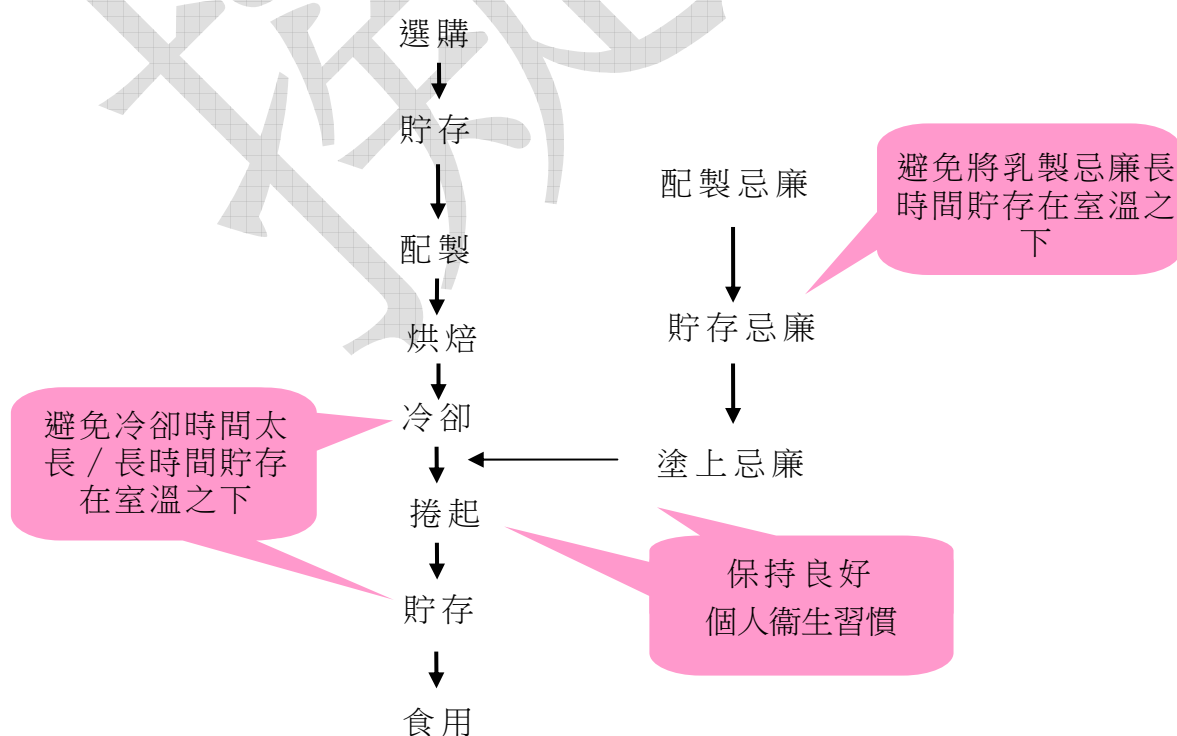 選購
貯存
配製
烘焙
冷卻
捲起
貯存
食用
配製忌廉
貯存忌廉
塗上忌廉
避免將乳製忌廉長
時間貯存在室溫之
下
避免冷卻時間太
長／長時間貯存
在室溫之下
保持良好
個人衞生習慣